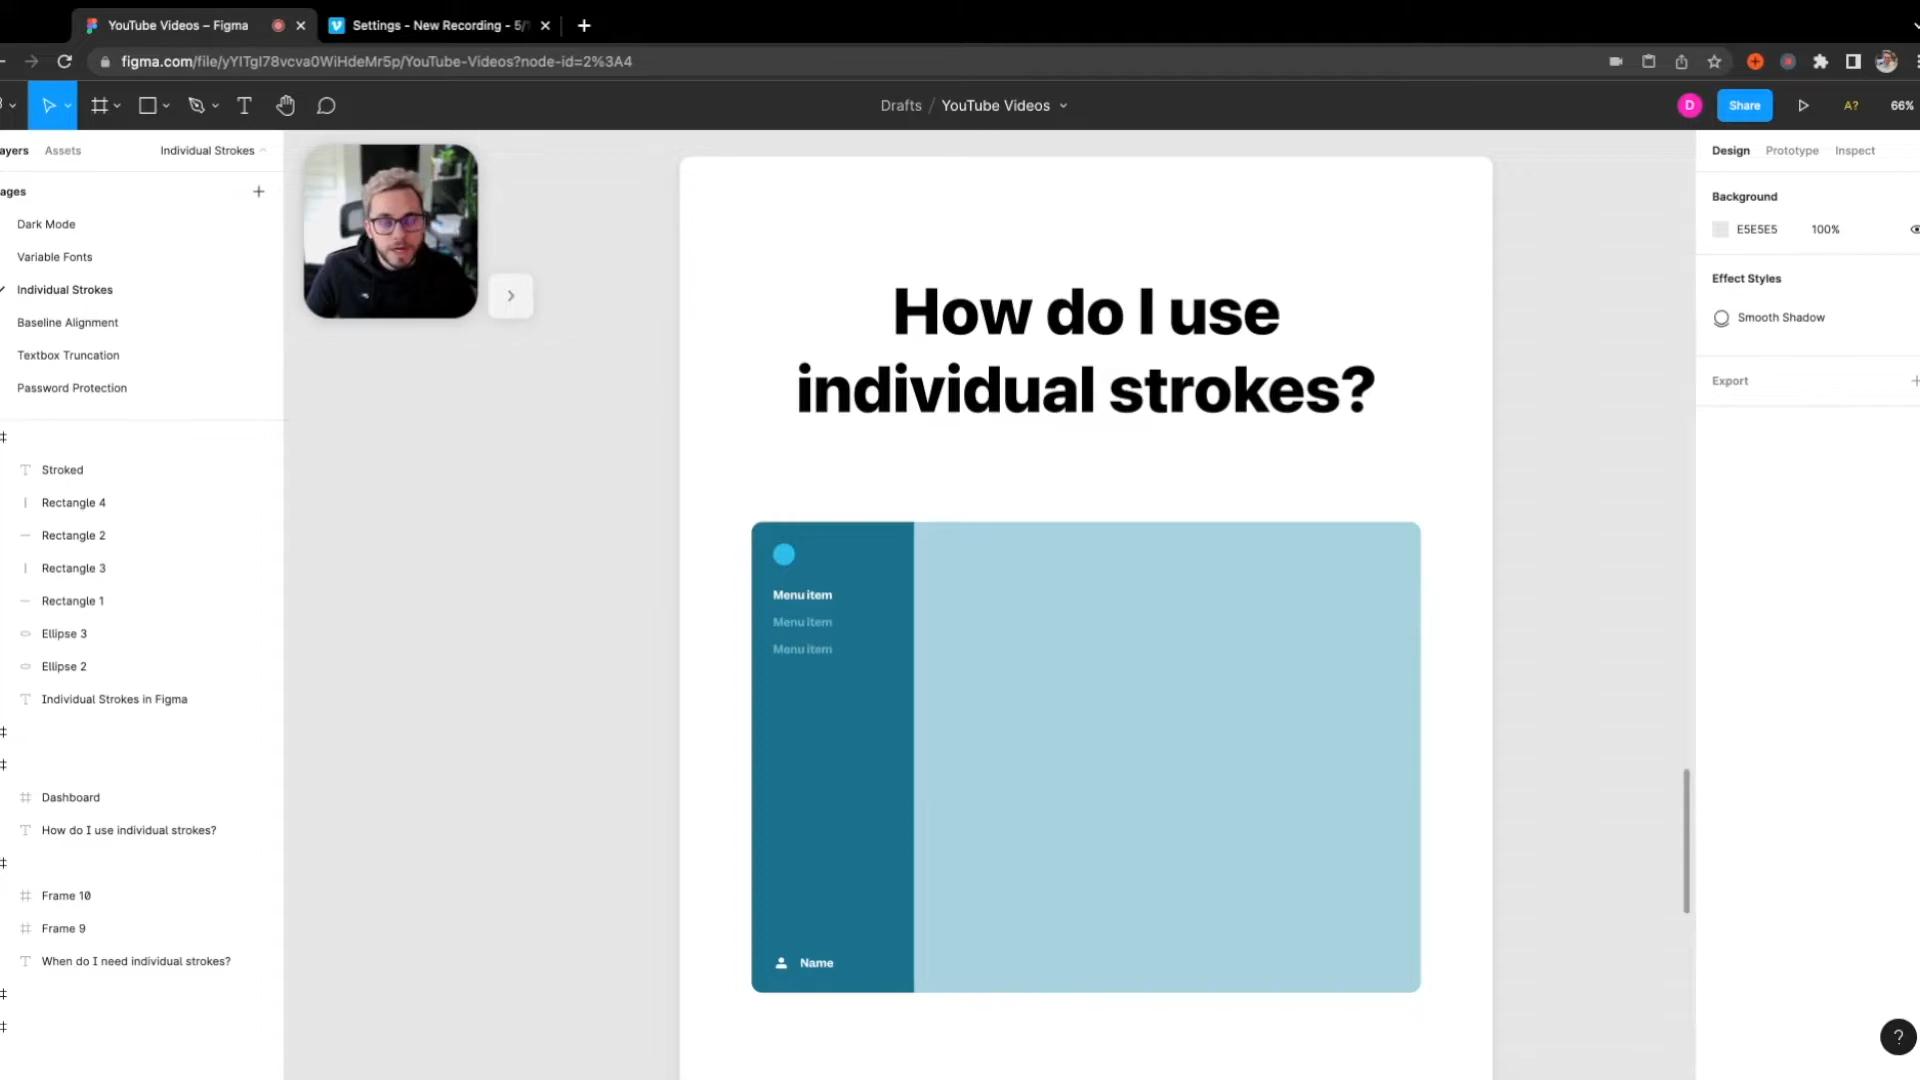 YouTube Videos – Figma
Settings - New Recording - 5/
figma.com/file/yYITgI78vcva0WiHdeMr5p/YouTube-Videos?node-id=2%3A4
Drafts / YouTube Videos
D
Share
A?
66%
ayers
Assets
Individual Strokes
ages
Dark Mode
Variable Fonts
Individual Strokes
Baseline Alignment
Textbox Truncation
Password Protection
Stroked
Rectangle 4
Rectangle 2
Rectangle 3
Rectangle 1
Ellipse 3
Ellipse 2
Individual Strokes in Figma
Dashboard
How do I use individual strokes?
Frame 10
Frame 9
When do I need individual strokes?
How do I use
individual strokes?
Menu item
Menu item
Menu item
Name
Design
Prototype
Inspect
Background
E5E5E5
100%
Effect Styles
Smooth Shadow
Export
?